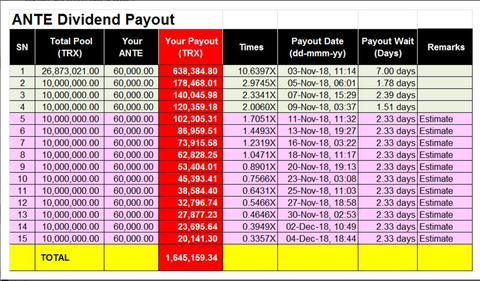 ANTE Dividend Payout
SN Total Pool (TRX) Your ANTE Your Payout (TRX) Times Payout Date (dd-mmm-yy) Payout Wait (Days) Remarks
1 26,873,021.00 60,000.00 638,384.80 10.6397X 03-Nov-18, 11:14 7.00 days
2 10,000,000.00 60,000.00 178,468.01 2.9745X 05-Nov-18, 06:01 1.78 days
3 10,000,000.00 60,000.00 140,045.98 2.3341X 07-Nov-18, 15:29 2.39 days
4 10,000,000.00 60,000.00 120,359.18 2.0060X 09-Nov-18, 03:37 1.51 days
5 10,000,000.00 60,000.00 102,305.31 1.7051X 11-Nov-18, 11:32 2.33 days Estimate
6 10,000,000.00 60,000.00 86,959.51 1.4493X 13-Nov-18, 19:27 2.33 days Estimate
7 10,000,000.00 60,000.00 73,915.58 1.2319X 16-Nov-18, 03:22 2.33 days Estimate
8 10,000,000.00 60,000.00 62,828.25 1.0471X 18-Nov-18, 11:17 2.33 days Estimate
9 10,000,000.00 60,000.00 53,404.01 0.8901X 20-Nov-18, 19:13 2.33 days Estimate
10 10,000,000.00 60,000.00 45,393.41 0.7566X 23-Nov-18, 03:08 2.33 days Estimate
11 10,000,000.00 60,000.00 38,584.40 0.6431X 25-Nov-18, 11:03 2.33 days Estimate
12 10,000,000.00 60,000.00 32,796.74 0.5466X 27-Nov-18, 18:58 2.33 days Estimate
13 10,000,000.00 60,000.00 27,877.23 0.4646X 30-Nov-18, 02:53 2.33 days Estimate
14 10,000,000.00 60,000.00 23,695.64 0.3949X 02-Dec-18, 10:49 2.33 days Estimate
15 10,000,000.00 60,000.00 20,141.30 0.3357X 04-Dec-18, 18:44 2.33 days Estimate
TOTAL 1,645,159.34